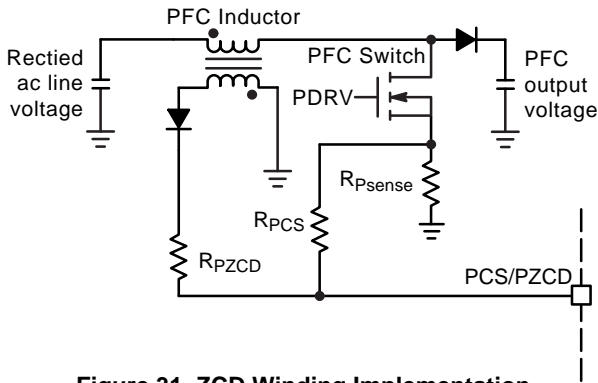 PFC Inductor
Rectied
ac line
voltage
PFC Switch
PDRV
PFC
output
voltage
RPsense
RPCS
RPZCD
PCS/PZCD
Figure 31. ZCD Winding Implementation